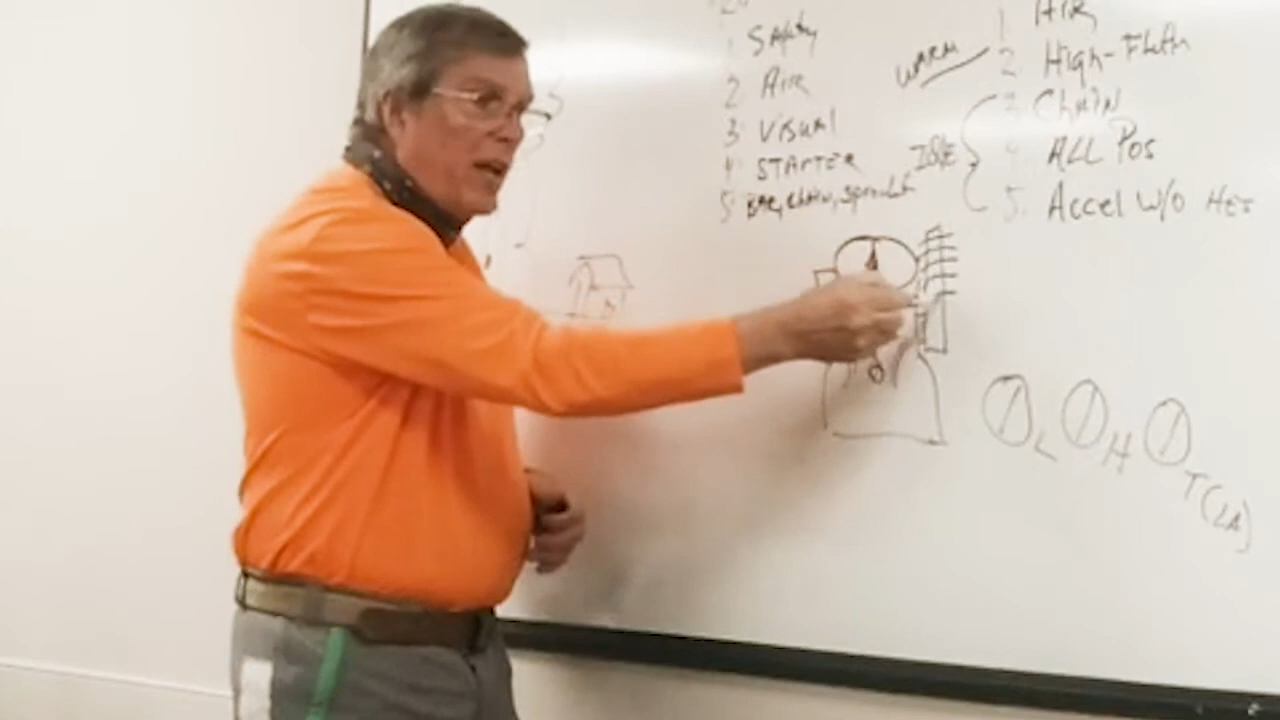 1 Safety
2 AIR
3 Visual
4 STARTER
5 Bar, chain, sprocket
WARM
IDLE
1 AIR
2 High-Flow
3 Chain
4 ALL Pos
5. Accel W/O HES
L
H
T (LA)